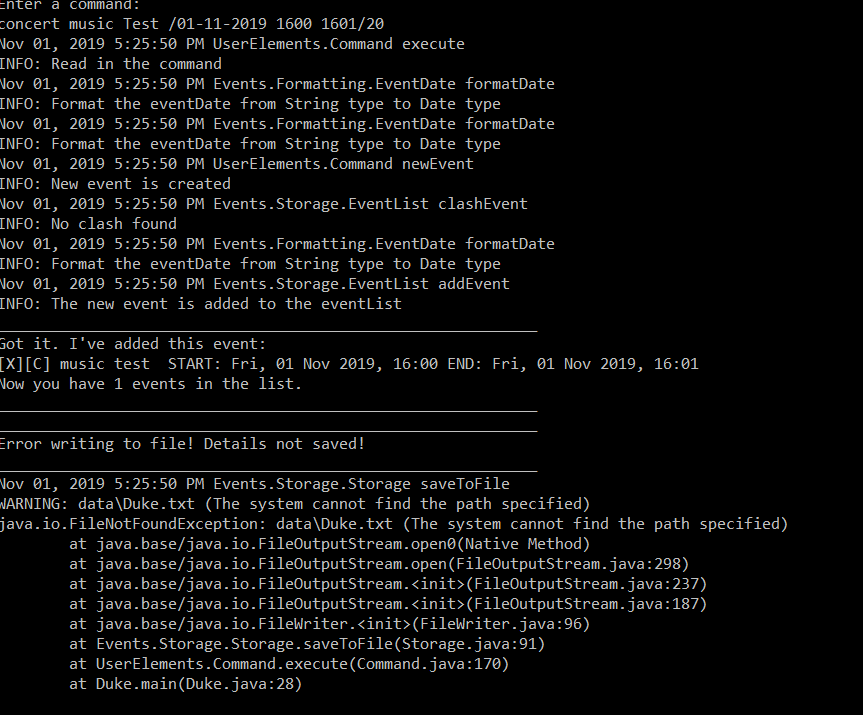 Enter a command:
concert music Test /01-11-2019 1600 1601/20
Nov 01, 2019 5:25:50 PM UserElements.Command execute
INFO: Read in the command
Nov 01, 2019 5:25:50 PM Events.Formatting.EventDate formatDate
INFO: Format the eventDate from String type to Date type
Nov 01, 2019 5:25:50 PM Events.Formatting.EventDate formatDate
INFO: Format the eventDate from String type to Date type
Nov 01, 2019 5:25:50 PM UserElements.Command newEvent
INFO: New event is created
Nov 01, 2019 5:25:50 PM Events.Storage.EventList clashEvent
INFO: No clash found
Nov 01, 2019 5:25:50 PM Events.Formatting.EventDate formatDate
INFO: Format the eventDate from String type to Date type
Nov 01, 2019 5:25:50 PM Events.Storage.EventList addEvent
INFO: The new event is added to the eventList
____________________________________________________________
Got it. I've added this event:
[X][C] music test  START: Fri, 01 Nov 2019, 16:00 END: Fri, 01 Nov 2019, 16:01
Now you have 1 events in the list.
____________________________________________________________
____________________________________________________________
Error writing to file! Details not saved!
____________________________________________________________
Nov 01, 2019 5:25:50 PM Events.Storage.Storage saveToFile
WARNING: data\Duke.txt (The system cannot find the path specified)
java.io.FileNotFoundException: data\Duke.txt (The system cannot find the path specified)
        at java.base/java.io.FileOutputStream.open0(Native Method)
        at java.base/java.io.FileOutputStream.open(FileOutputStream.java:298)
        at java.base/java.io.FileOutputStream.<init>(FileOutputStream.java:237)
        at java.base/java.io.FileOutputStream.<init>(FileOutputStream.java:187)
        at java.base/java.io.FileWriter.<init>(FileWriter.java:96)
        at Events.Storage.Storage.saveToFile(Storage.java:91)
        at UserElements.Command.execute(Command.java:170)
        at Duke.main(Duke.java:28)